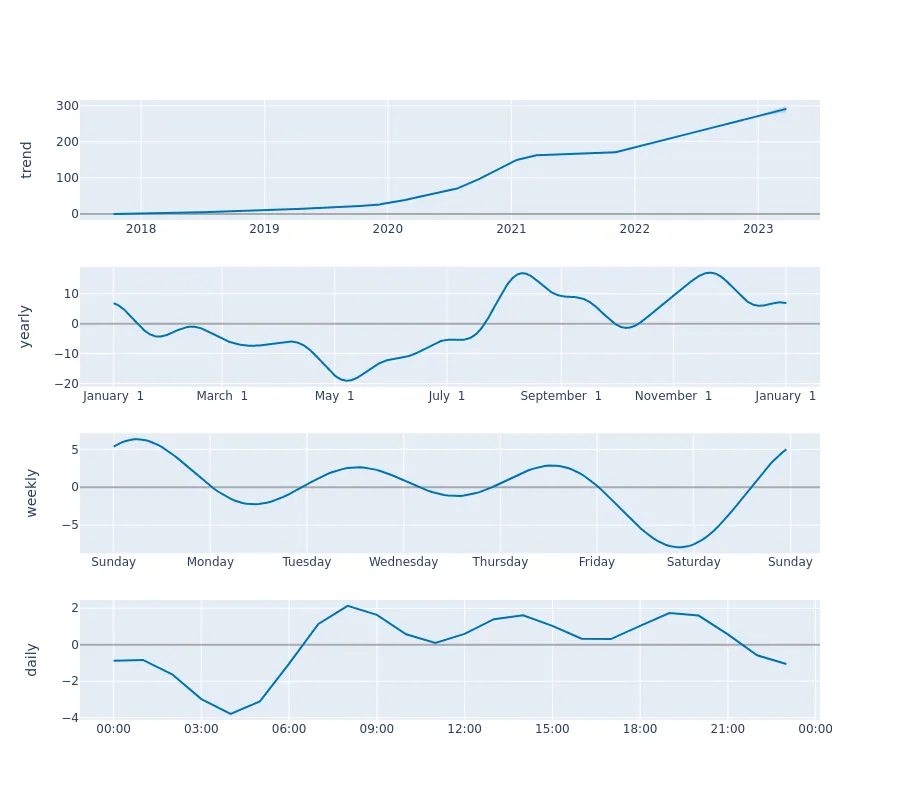 trend
300
200
100
0
2018 2019 2020 2021 2022 2023
yearly
10
0
−10
−20
January 1 March 1 May 1 July 1 September 1 November 1 January 1
weekly
5
0
−5
Sunday Monday Tuesday Wednesday Thursday Friday Saturday Sunday
daily
2
0
−2
−4
00:00 03:00 06:00 09:00 12:00 15:00 18:00 21:00 00:00